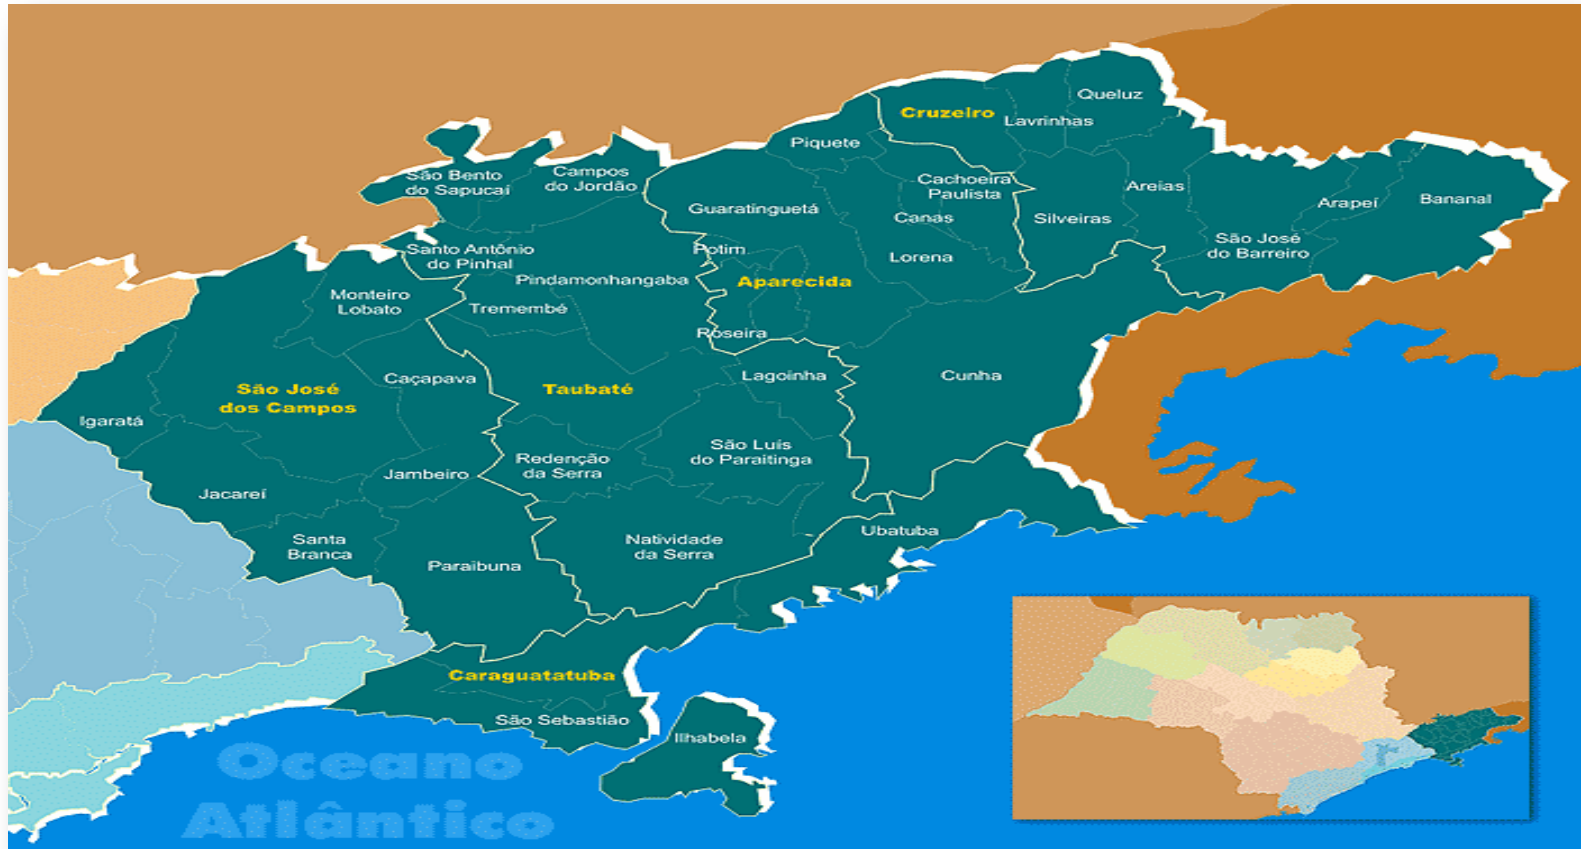 Queluz
Cruzeiro
Lavrinhas
Piquete
São Bento
do Sapucaí
Campos
do Jordão
Cachoeira
Paulista
Areias
Arapeí
Bananal
Guaratinguetá
Canas
Silveiras
São José
do Barreiro
Santo Antônio
do Pinhal
Potim
Lorena
Pindamonhangaba
Aparecida
Monteiro
Lobato
Tremembé
Roseira
Caçapava
Lagoinha
Cunha
São José
dos Campos
Taubaté
Igaratá
Redenção
da Serra
São Luís
do Paraitinga
Jambeiro
Jacareí
Santa
Branca
Natividade
da Serra
Ubatuba
Paraibuna
Caraguatatuba
São Sebastião
Ilhabela
Oceano
Atlântico